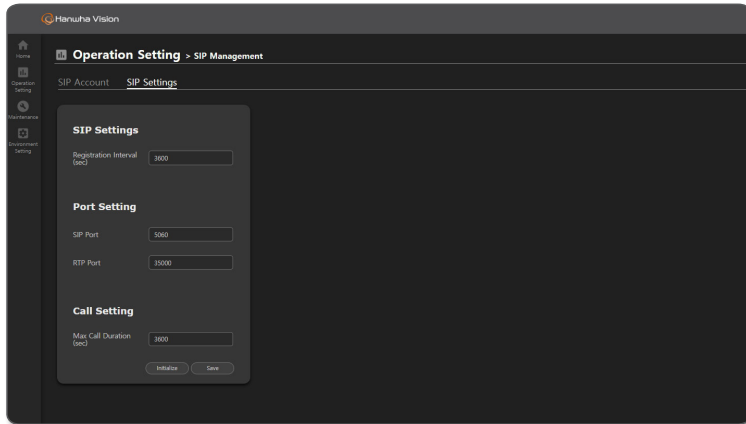 Hanwha Vision
Home
Operation Setting > SIP Management
Operation
Setting
SIP Account SIP Settings
Maintenance
SIP Settings
Environment
Setting
Registration Interval
(sec)
3600
Port Setting
SIP Port 5060
RTP Port 35000
Call Setting
Max Call Duration
(sec)
3600
Initialize Save